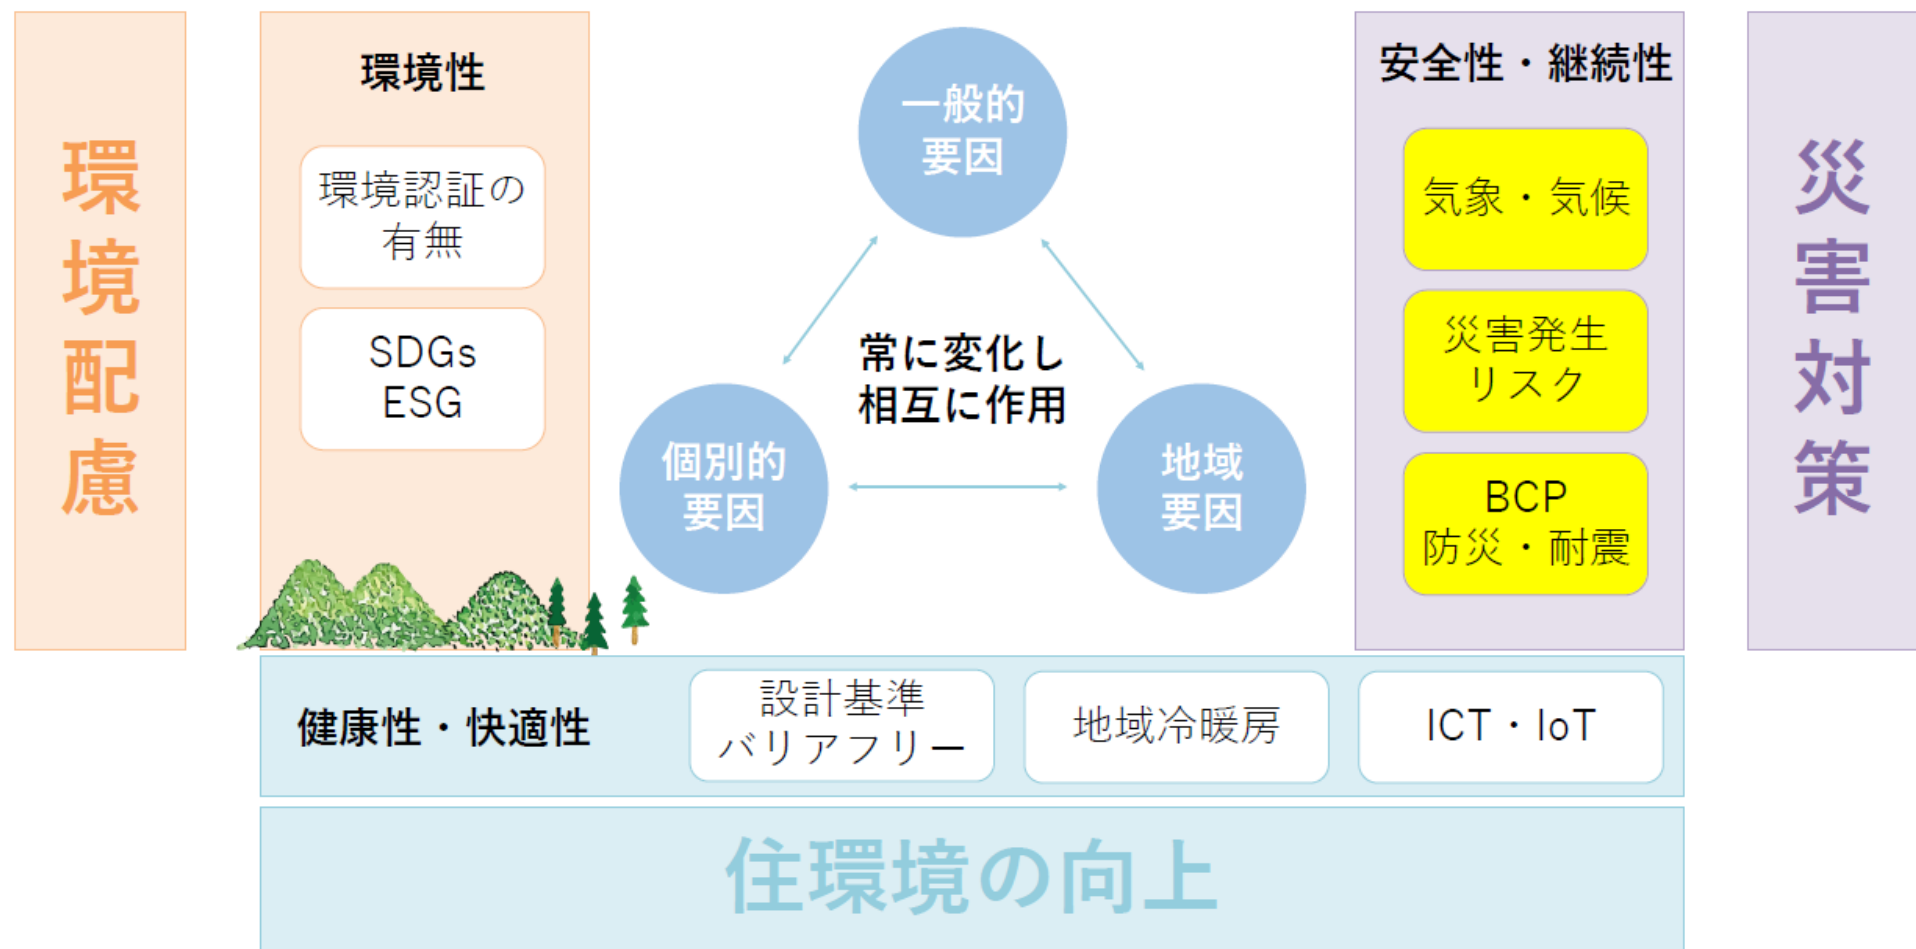 環境配慮
環境性
環境認証の
有無
SDGs
ESG
一般的
要因
常に変化し
相互に作用
個別的
要因
地域
要因
安全性・継続性
気象・気候
災害発生
リスク
BCP
防災・耐震
災害対策
健康性・快適性
設計基準
バリアフリー
地域冷暖房
ICT・IoT
住環境の向上